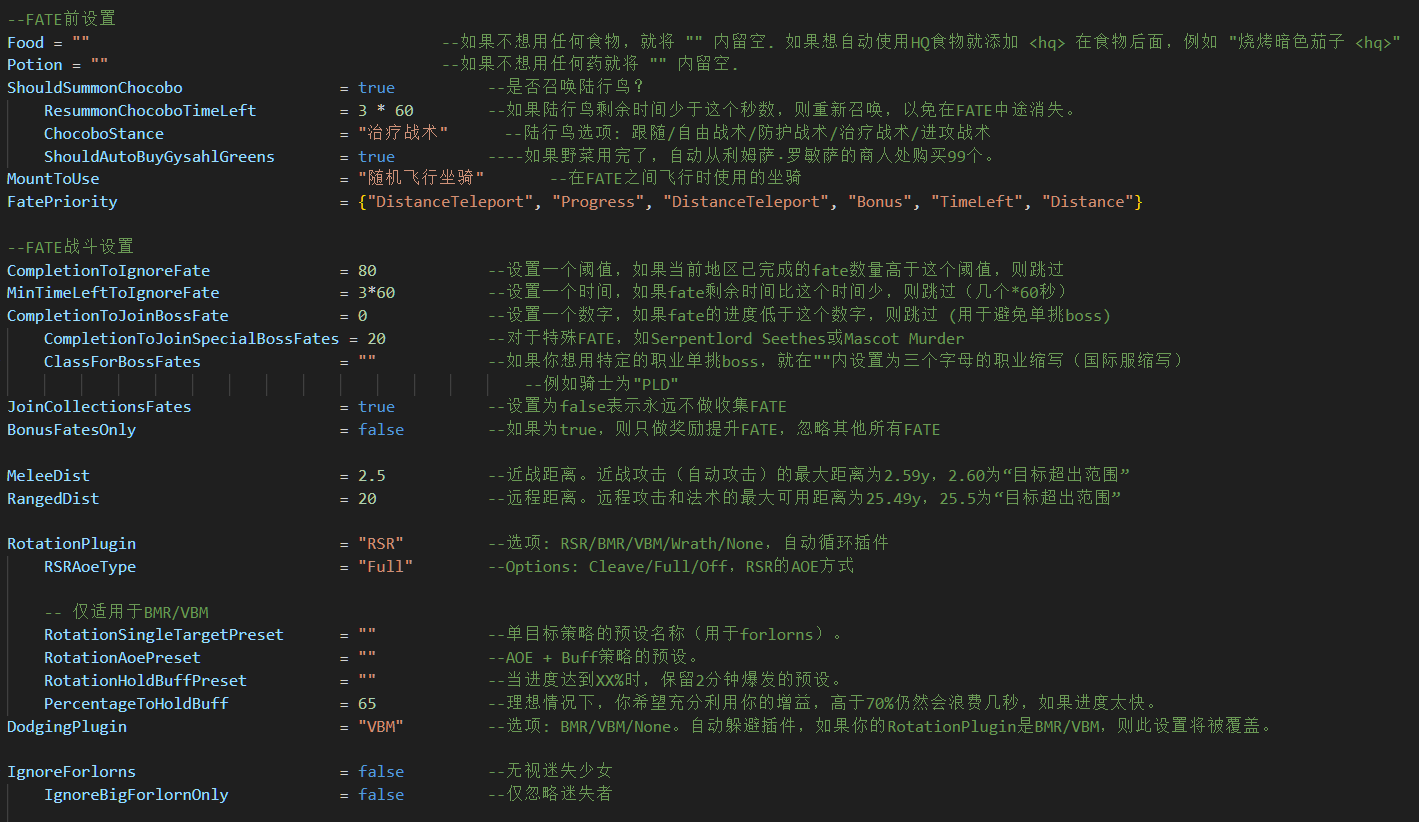 --FATE前设置
Food = "" --如果不想用任何食物，就将 "" 内留空. 如果想自动使用HQ食物就添加 <hq> 在食物后面，例如 "烧烤暗色茄子 <hq>"
Potion = "" --如果不想用任何药就将 "" 内留空.
ShouldSummonChocobo = true --是否召唤陆行鸟？
ResummonChocoboTimeLeft = 3 * 60 --如果陆行鸟剩余时间少于这个秒数，则重新召唤，以免在FATE中途消失。
ChocoboStance = "治疗战术" --陆行鸟选项: 跟随/自由战术/防护战术/治疗战术/进攻战术
ShouldAutoBuyGysahlGreens = true ----如果野菜用完了，自动从利姆萨·罗敏萨的商人处购买99个。
MountToUse = "随机飞行坐骑" --在FATE之间飞行时使用的坐骑
FatePriority = {"DistanceTeleport", "Progress", "DistanceTeleport", "Bonus", "TimeLeft", "Distance"}
--FATE战斗设置
CompletionToIgnoreFate = 80 --设置一个阈值，如果当前地区已完成的fate数量高于这个阈值，则跳过
MinTimeLeftToIgnoreFate = 3*60 --设置一个时间，如果fate剩余时间比这个时间少，则跳过（几个*60秒）
CompletionToJoinBossFate = 0 --设置一个数字，如果fate的进度低于这个数字，则跳过 (用于避免单挑boss)
CompletionToJoinSpecialBossFates = 20 --对于特殊FATE，如Serpentlord Seethes或Mascot Murder
ClassForBossFates = "" --如果你想用特定的职业单挑boss，就在""内设置为三个字母的职业缩写（国际服缩写）
--例如骑士为"PLD"
JoinCollectionsFates = true --设置为false表示永远不做收集FATE
BonusFatesOnly = false --如果为true，则只做奖励提升FATE，忽略其他所有FATE
MeleeDist = 2.5 --近战距离。近战攻击（自动攻击）的最大距离为2.59y，2.60为“目标超出范围”
RangedDist = 20 --远程距离。远程攻击和法术的最大可用距离为25.49y，25.5为“目标超出范围”
RotationPlugin = "RSR" --选项: RSR/BMR/VBM/Wrath/None，自动循环插件
RSRAoeType = "Full" --Options: Cleave/Full/Off，RSR的AOE方式
-- 仅适用于BMR/VBM
RotationSingleTargetPreset = "" --单目标策略的预设名称（用于forlorns）。
RotationAoePreset = "" --AOE + Buff策略的预设。
RotationHoldBuffPreset = "" --当进度达到XX%时，保留2分钟爆发的预设。
PercentageToHoldBuff = 65 --理想情况下，你希望充分利用你的增益，高于70%仍然会浪费几秒，如果进度太快。
DodgingPlugin = "VBM" --选项: BMR/VBM/None。自动躲避插件，如果你的RotationPlugin是BMR/VBM，则此设置将被覆盖。
IgnoreForlorns = false --无视迷失少女
IgnoreBigForlornOnly = false --仅忽略迷失者